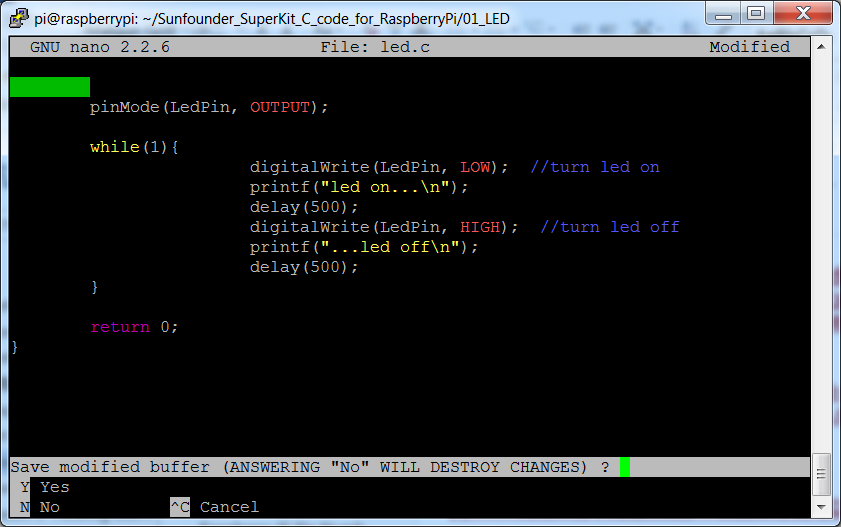 pi@raspberrypi: ~/Sunfounder_SuperKit_C_code_for_RaspberryPi/01_LED
GNU nano 2.2.6 File: led.c Modified
pinMode(LedPin, OUTPUT);
while(1){
digitalWrite(LedPin, LOW); //turn led on
printf("led on...\n");
delay(500);
digitalWrite(LedPin, HIGH); //turn led off
printf("...led off\n");
delay(500);
}
return 0;
}
Save modified buffer (ANSWERING "No" WILL DESTROY CHANGES) ?
Y Yes
N No ^C Cancel